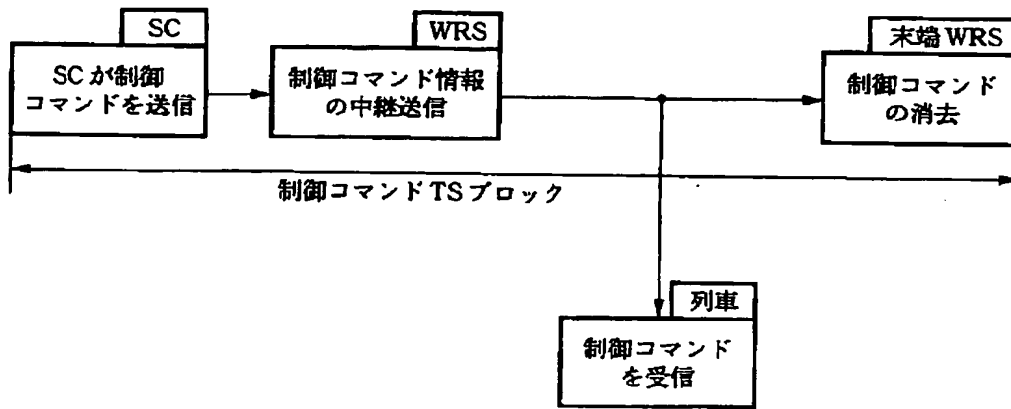 SC
SCが制御
コマンドを送信
WRS
制御コマンド情報
の中継送信
末端WRS
制御コマンド
の消去
制御コマンドTSブロック
列車
制御コマンド
を受信